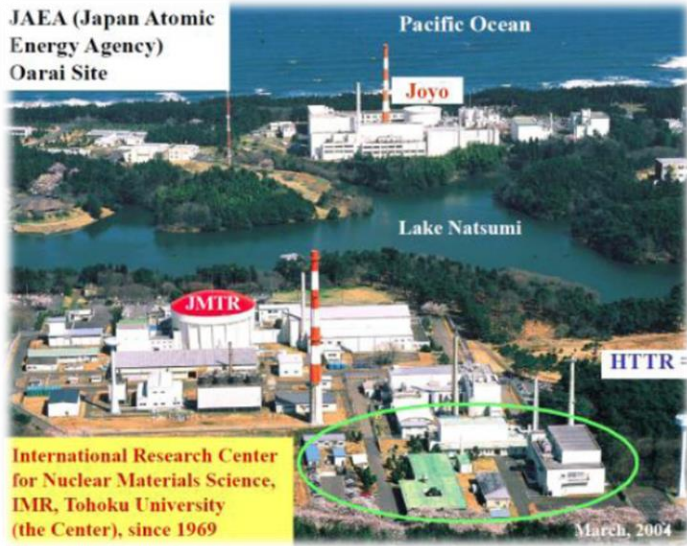 JAEA (Japan Atomic
Energy Agency)
Oarai Site
Pacific Ocean
Joyo
Lake Natsumi
JMTR
HTTR =
International Research Center
for Nuclear Materials Science,
IMR, Tohoku University
(the Center), since 1969
March, 2004